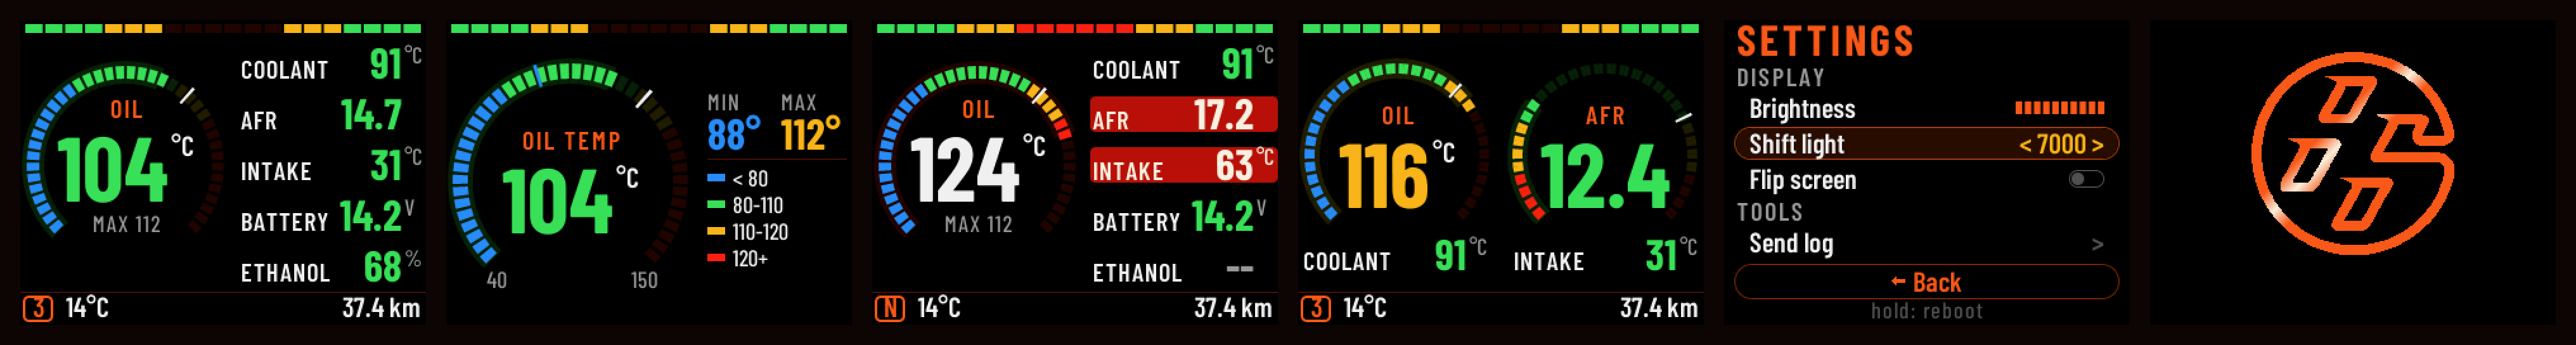 OIL
104 °C
MAX 112
COOLANT 91 °C
AFR 14.7
INTAKE 31 °C
BATTERY 14.2 V
ETHANOL 68 %
3 14°C 37.4 km
OIL TEMP
104 °C
40 150
MIN MAX
88° 112°
< 80
80-110
110-120
120+
OIL
124 °C
MAX 112
COOLANT 91 °C
AFR 17.2
INTAKE 63 °C
BATTERY 14.2 V
ETHANOL --
N 14°C 37.4 km
OIL
116 °C
AFR
12.4
COOLANT 91 °C INTAKE 31 °C
3 14°C 37.4 km
SETTINGS
DISPLAY
Brightness
Shift light < 7000 >
Flip screen
TOOLS
Send log >
← Back
hold: reboot